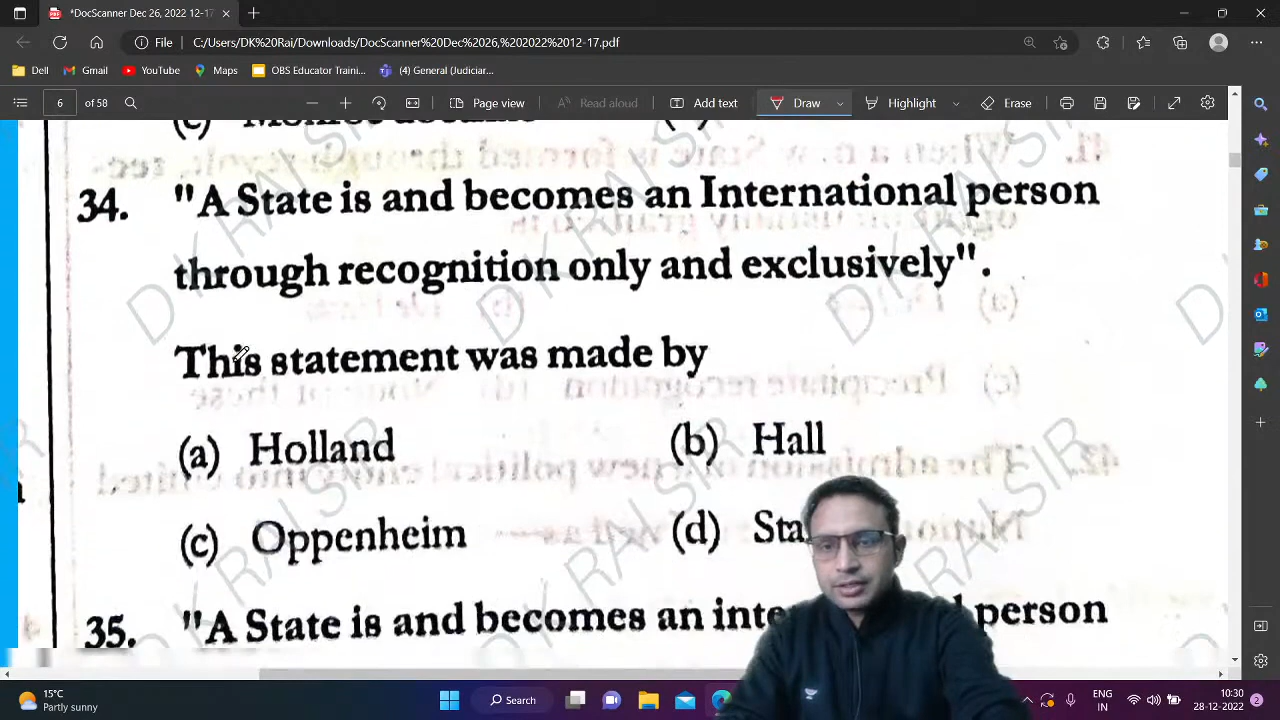 *DocScanner Dec 26, 2022 12-17
File C:/Users/DK%20Rai/Downloads/DocScanner%20Dec%2026,%202022%2012-17.pdf
Dell Gmail YouTube Maps OBS Educator Traini... (4) General (Judiciar...
6 of 58 Page view Read aloud Add text Draw Highlight Erase
34. "A State is and becomes an International person
through recognition only and exclusively".
This statement was made by
(a) Holland (b) Hall
(c) Oppenheim (d) Sta
35. "A State is and becomes an inte person
D K RAI SIR
15°C
Partly sunny
Search
ENG
IN
10:30
28-12-2022
2